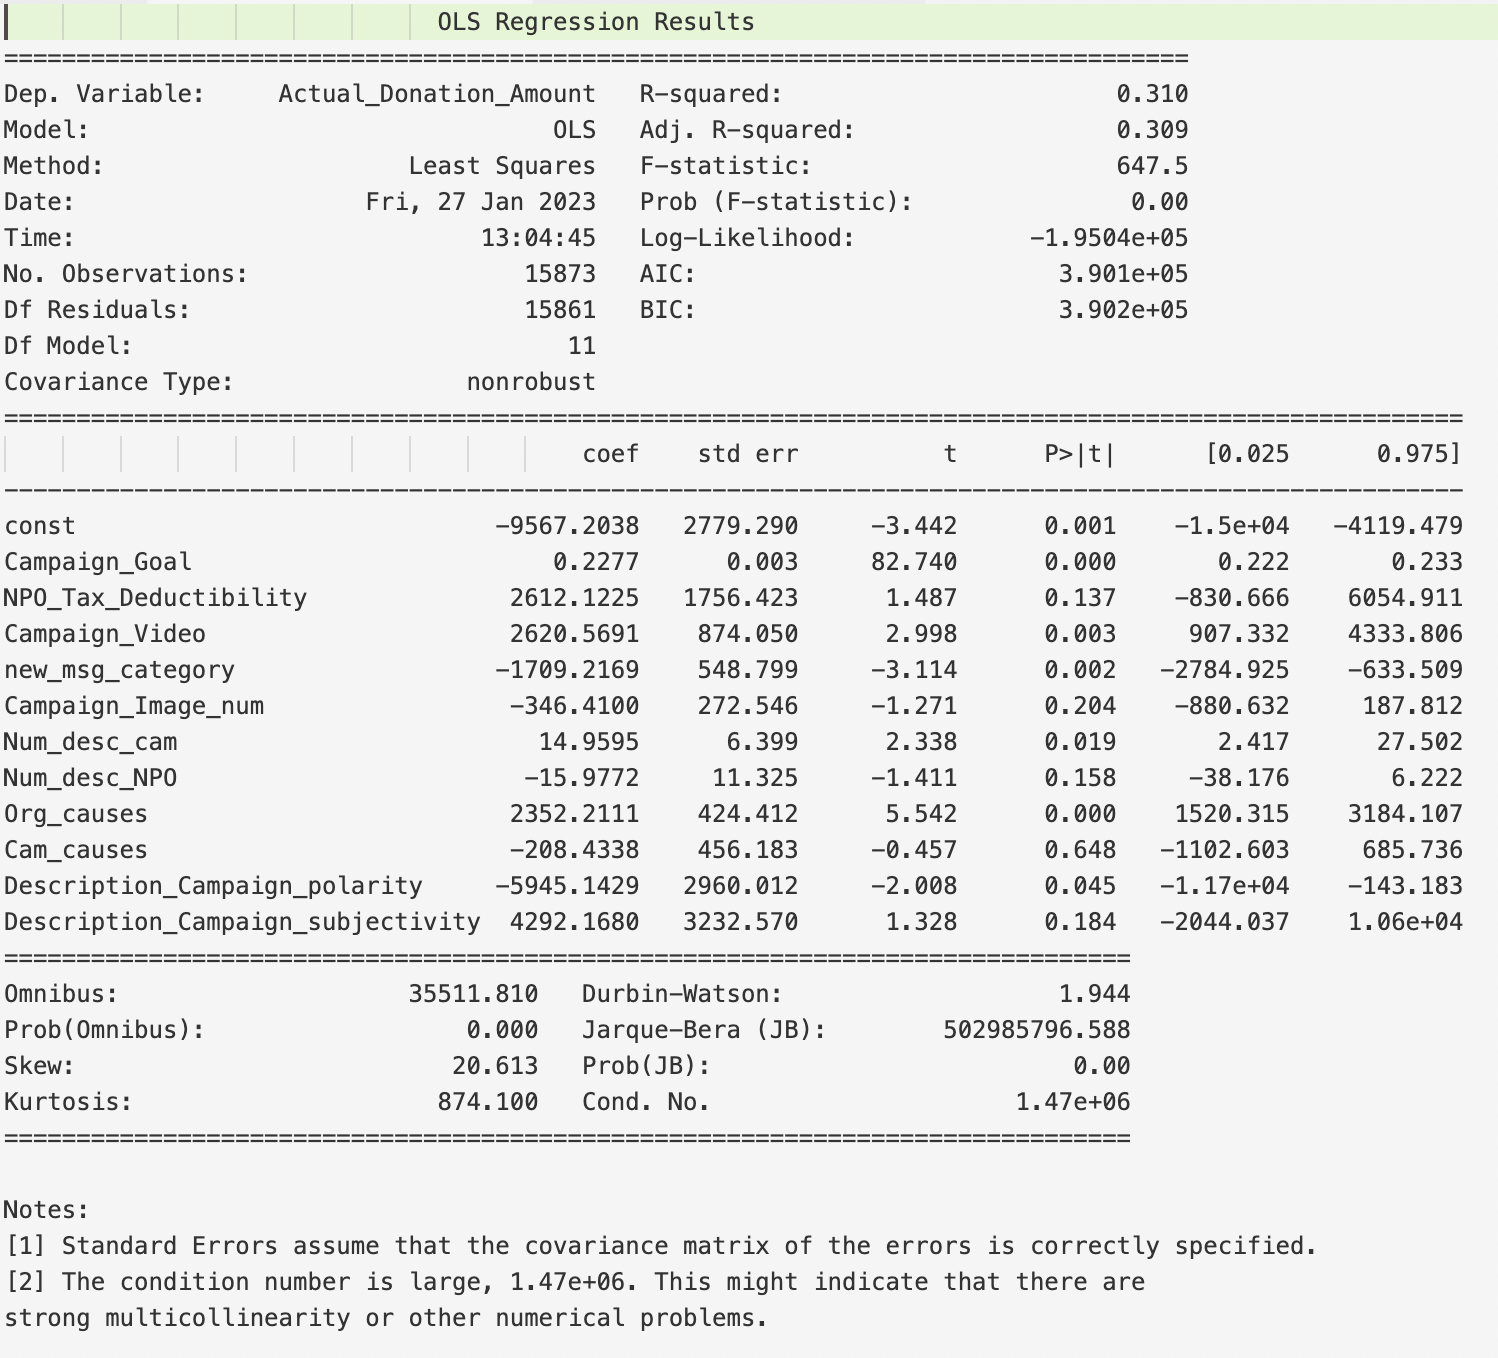 OLS Regression Results
==================================================================================
Dep. Variable:     Actual_Donation_Amount   R-squared:                       0.310
Model:                                OLS   Adj. R-squared:                  0.309
Method:                     Least Squares   F-statistic:                     647.5
Date:                    Fri, 27 Jan 2023   Prob (F-statistic):               0.00
Time:                            13:04:45   Log-Likelihood:            -1.9504e+05
No. Observations:                   15873   AIC:                         3.901e+05
Df Residuals:                       15861   BIC:                         3.902e+05
Df Model:                              11
Covariance Type:                nonrobust
=====================================================================================================
coef    std err          t      P>|t|      [0.025      0.975]
-----------------------------------------------------------------------------------------------------
const                             -9567.2038   2779.290     -3.442      0.001    -1.5e+04   -4119.479
Campaign_Goal                         0.2277      0.003     82.740      0.000       0.222       0.233
NPO_Tax_Deductibility              2612.1225   1756.423      1.487      0.137    -830.666    6054.911
Campaign_Video                     2620.5691    874.050      2.998      0.003     907.332    4333.806
new_msg_category                  -1709.2169    548.799     -3.114      0.002   -2784.925    -633.509
Campaign_Image_num                 -346.4100    272.546     -1.271      0.204    -880.632     187.812
Num_desc_cam                         14.9595      6.399      2.338      0.019       2.417      27.502
Num_desc_NPO                        -15.9772     11.325     -1.411      0.158     -38.176       6.222
Org_causes                         2352.2111    424.412      5.542      0.000    1520.315    3184.107
Cam_causes                         -208.4338    456.183     -0.457      0.648   -1102.603     685.736
Description_Campaign_polarity     -5945.1429   2960.012     -2.008      0.045   -1.17e+04    -143.183
Description_Campaign_subjectivity  4292.1680   3232.570      1.328      0.184   -2044.037    1.06e+04
==============================================================================
Omnibus:                    35511.810   Durbin-Watson:                   1.944
Prob(Omnibus):                  0.000   Jarque-Bera (JB):        502985796.588
Skew:                          20.613   Prob(JB):                         0.00
Kurtosis:                     874.100   Cond. No.                     1.47e+06
==============================================================================
Notes:
[1] Standard Errors assume that the covariance matrix of the errors is correctly specified.
[2] The condition number is large, 1.47e+06. This might indicate that there are
strong multicollinearity or other numerical problems.